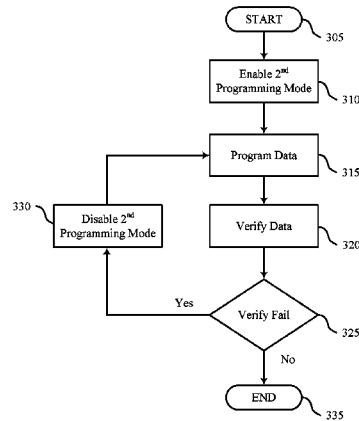 START
305
Enable 2nd
Programming Mode
310
Program Data
315
330
Disable 2nd
Programming Mode
Verify Data
320
Yes
Verify Fail
325
No
END
335